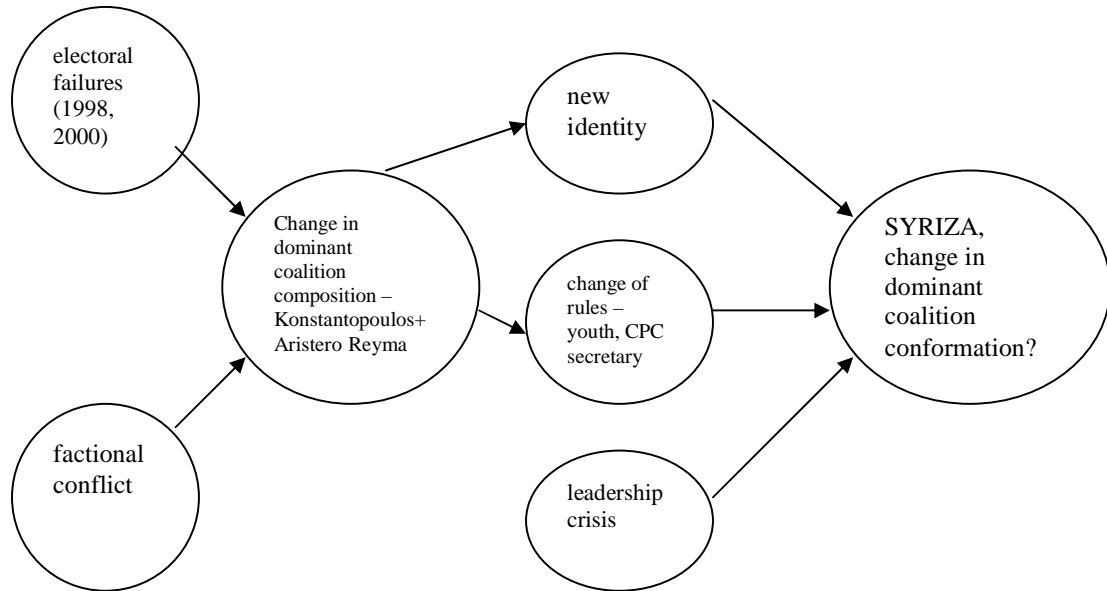 electoral
failures
(1998,
2000)
factional
conflict
Change in
dominant
coalition
composition –
Konstantopoulos+
Aristero Reyma
new
identity
change of
rules –
youth, CPC
secretary
leadership
crisis
SYRIZA,
change in
dominant
coalition
conformation?